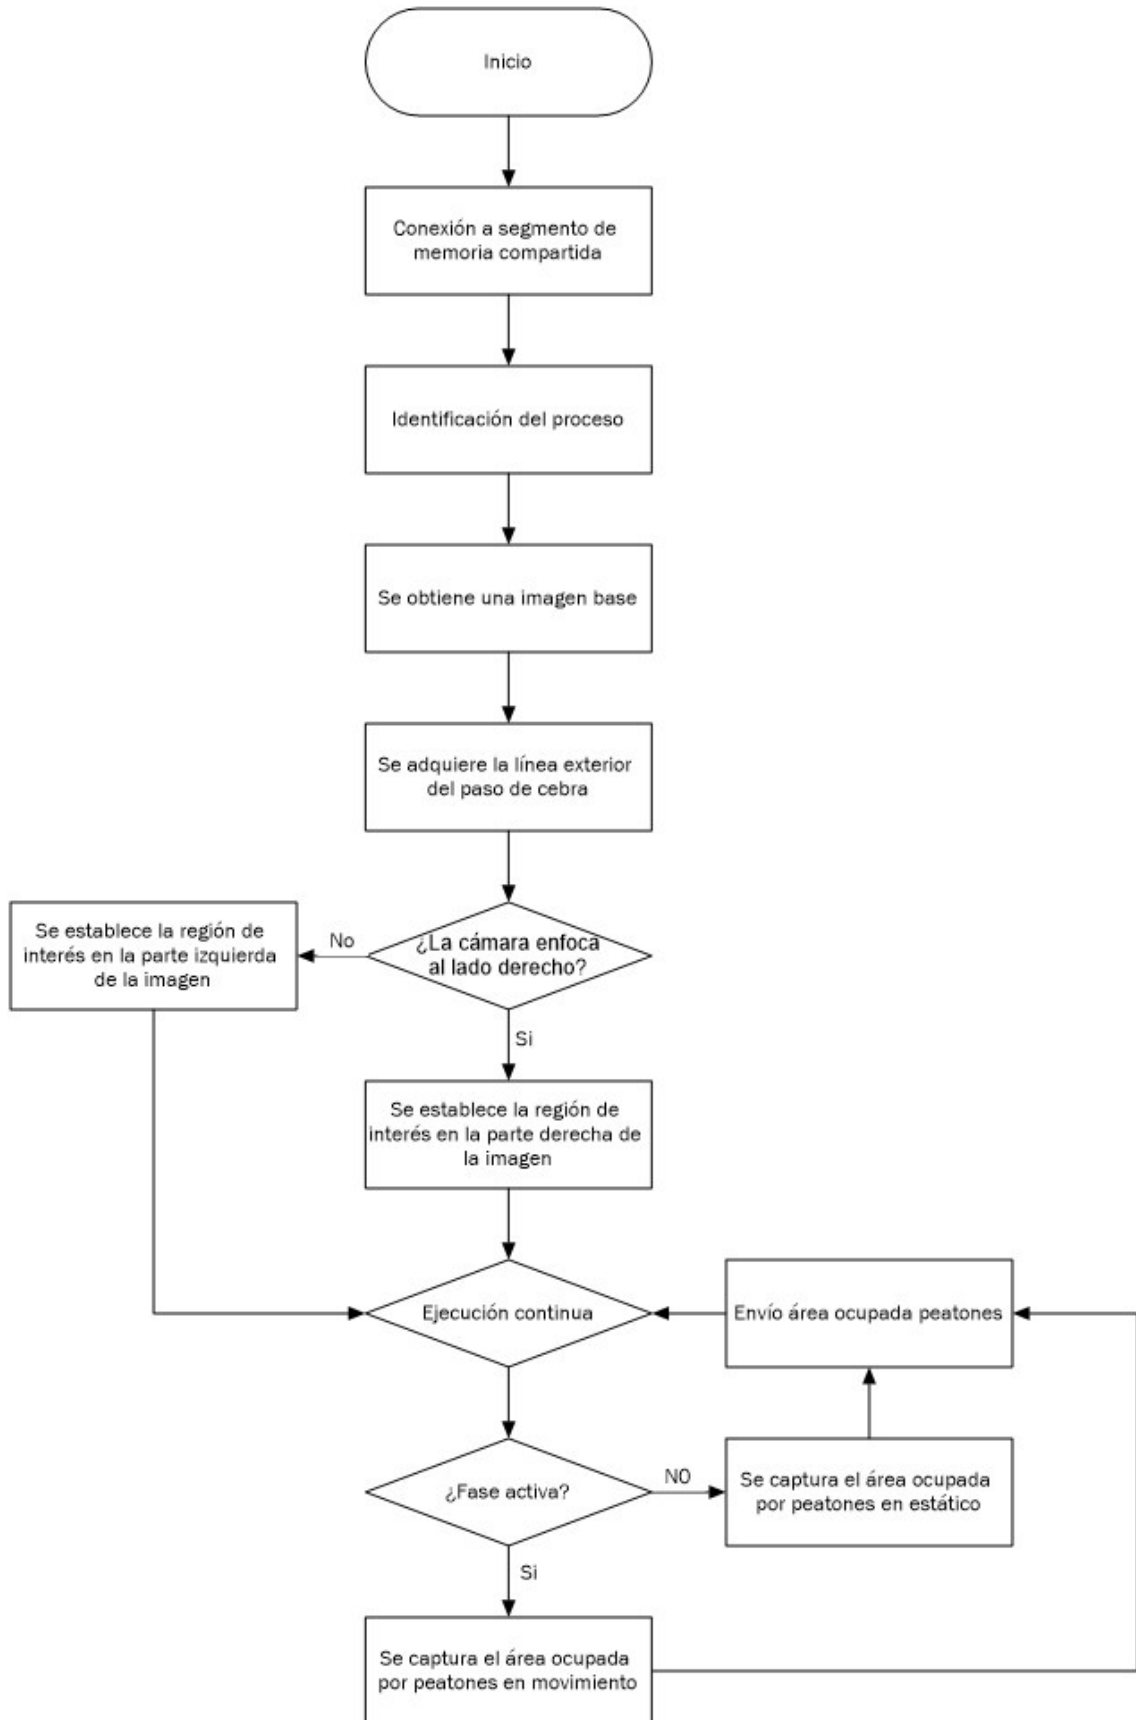 Inicio
Conexión a segmento de
memoria compartida
Identificación del proceso
Se obtiene una imagen base
Se adquiere la línea exterior
del paso de cebra
Se establece la región de
interés en la parte izquierda
de la imagen
No
¿La cámara enfoca
al lado derecho?
Si
Se establece la región de
interés en la parte derecha de
la imagen
Ejecución continua
Envío área ocupada peatones
¿Fase activa?
NO
Se captura el área ocupada
por peatones en estático
Si
Se captura el área ocupada
por peatones en movimiento